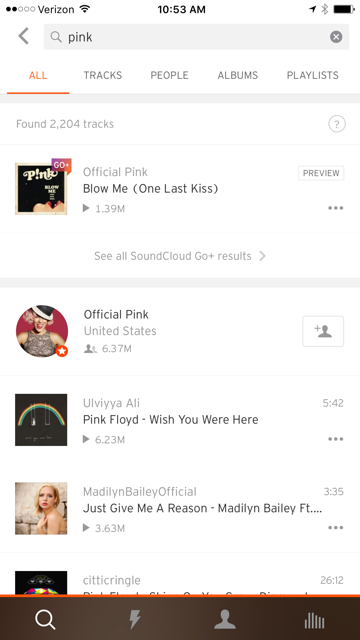 Verizon 10:53 AM
pink
ALL TRACKS PEOPLE ALBUMS PLAYLISTS
Found 2,204 tracks ?
GO+
P!nk
BLOW ME
Official Pink PREVIEW
Blow Me (One Last Kiss)
1.39M
See all SoundCloud Go+ results
Official Pink
United States
6.37M
Ulviyya Ali 5:42
Pink Floyd - Wish You Were Here
6.23M
MadilynBaileyOfficial 3:35
Just Give Me A Reason - Madilyn Bailey Ft....
3.63M
citticringle 26:12